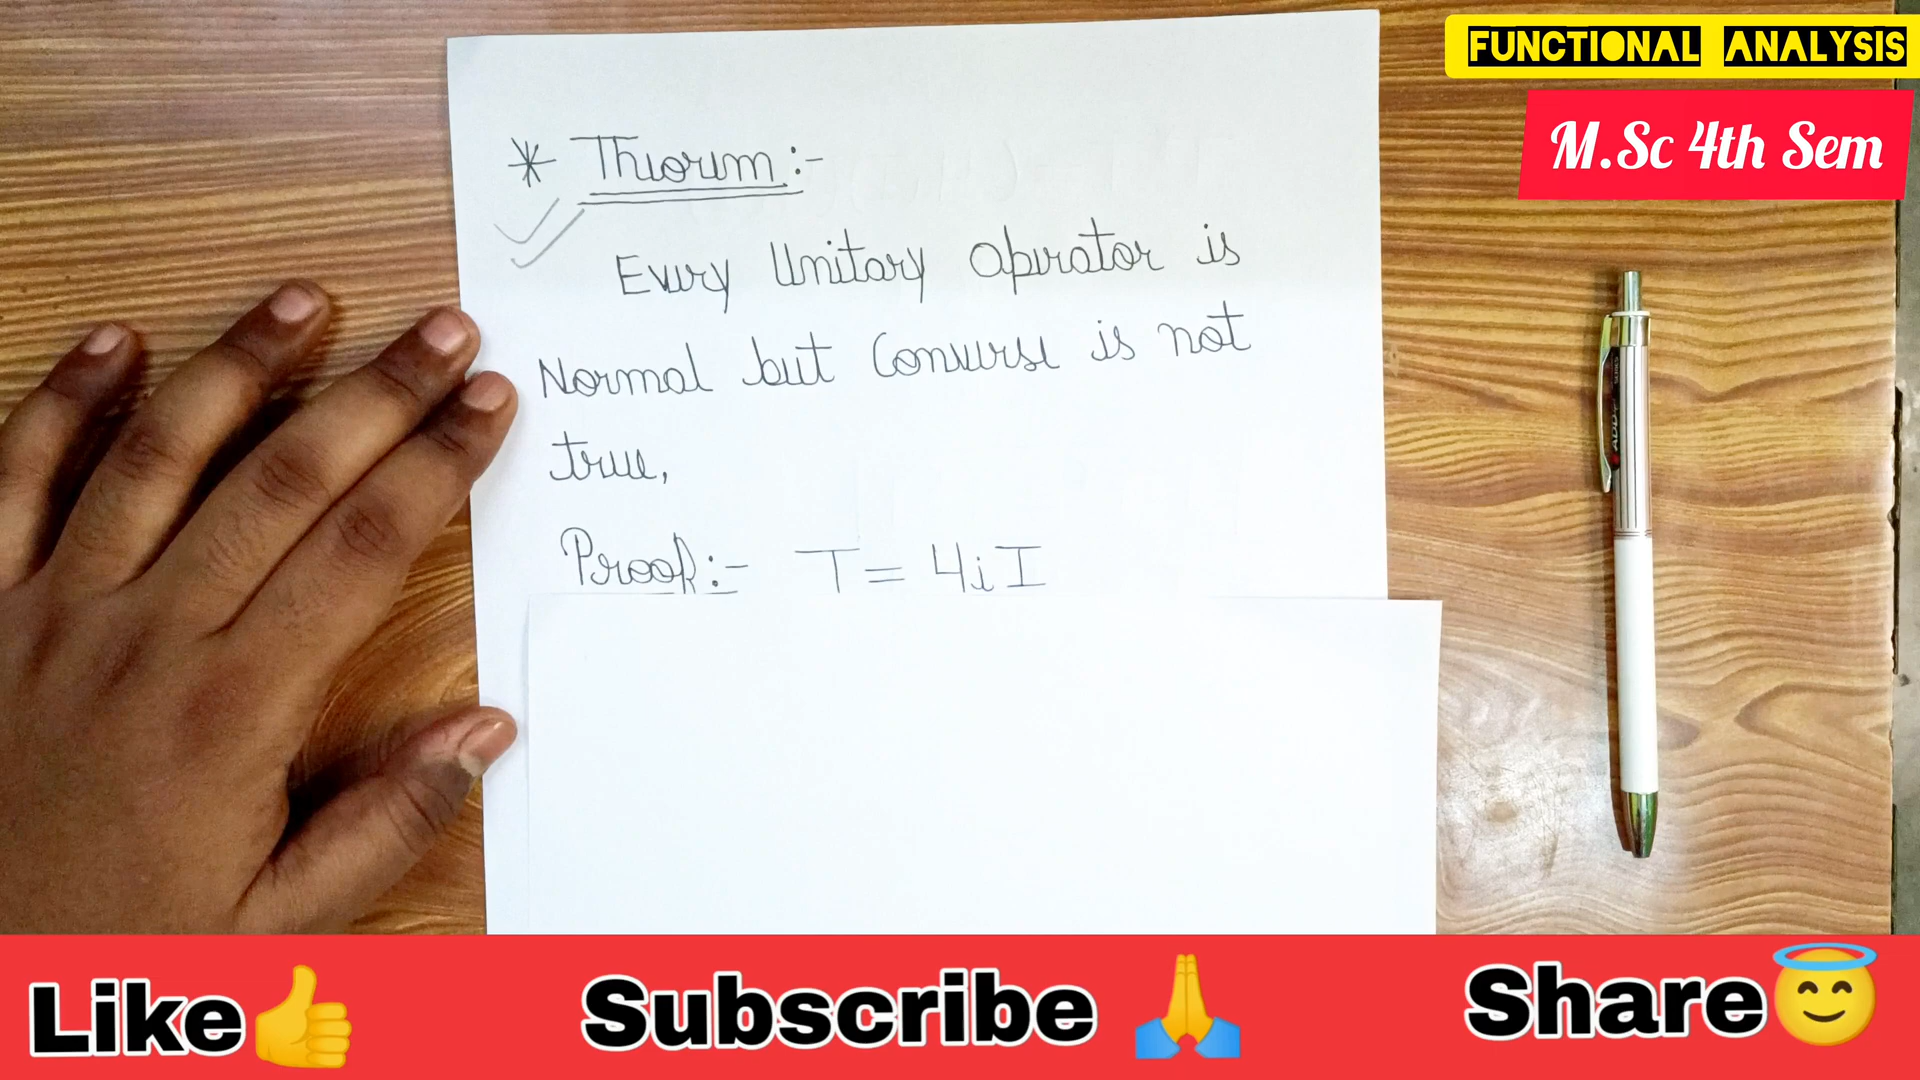 FUNCTIONAL ANALYSIS
M.Sc 4th Sem
* Theorem :-
Every Unitary Operator is
Normal but Converse is not
true,
Proof :- T = 4iI
Like
Subscribe
Share